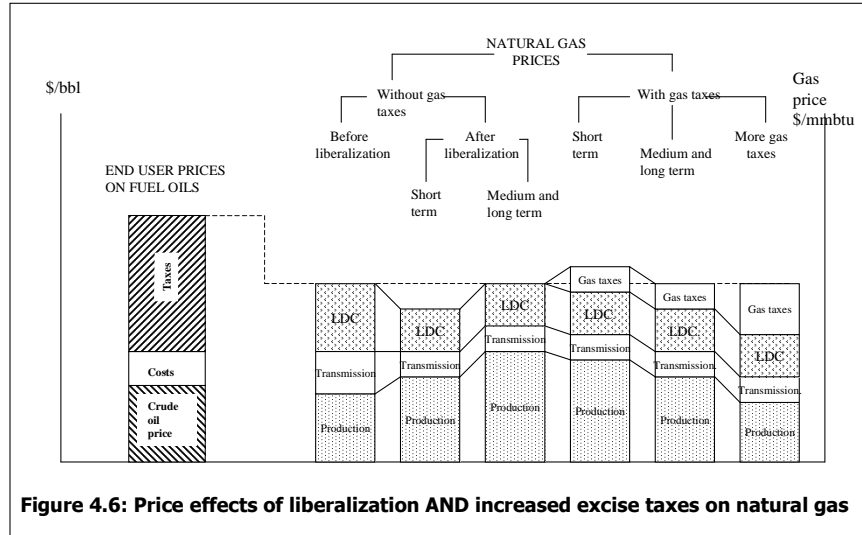 NATURAL GAS
PRICES
$/bbl
Gas
price
$/mmbtu
Without gas
taxes
With gas taxes
Before
liberalization
After
liberalization
Short
term
Medium and
long term
More gas
taxes
Short
term
Medium and
long term
END USER PRICES
ON FUEL OILS
Taxes
Costs
Crude
oil
price
LDC
Transmission
Production
LDC
Transmission
Production
LDC
Transmission
Production
Gas taxes
LDC
Transmission
Production
Gas taxes
LDC.
Transmission.
Production
Gas taxes
LDC
Transmission.
Production
Figure 4.6: Price effects of liberalization AND increased excise taxes on natural gas